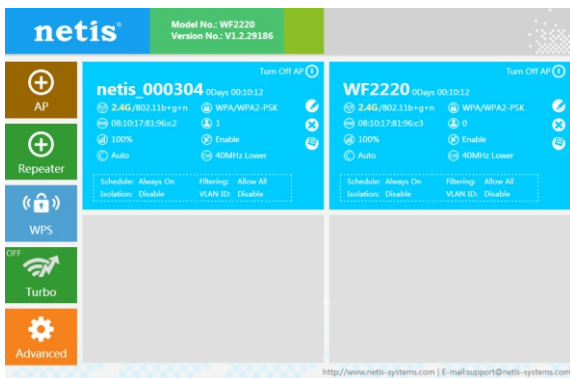 netis
Model No.: WF2220
Version No.: V1.2.29186
AP
Repeater
WPS
OFF
Turbo
Advanced
Turn Off AP
netis_000304 0Days 00:10:12
2.4G/802.11b+g+n WPA/WPA2-PSK
08:10:17:81:96:c2 1
100% Enable
Auto 40MHz Lower
Schedule: Always On Filtering: Allow All
Isolation: Disable VLAN ID: Disable
Turn Off AP
WF2220 0Days 00:10:12
2.4G/802.11b+g+n WPA/WPA2-PSK
08:10:17:81:96:c3 0
100% Enable
Auto 40MHz Lower
Schedule: Always On Filtering: Allow All
Isolation: Disable VLAN ID: Disable
http://www.netis-systems.com | E-mail:support@netis-systems.com